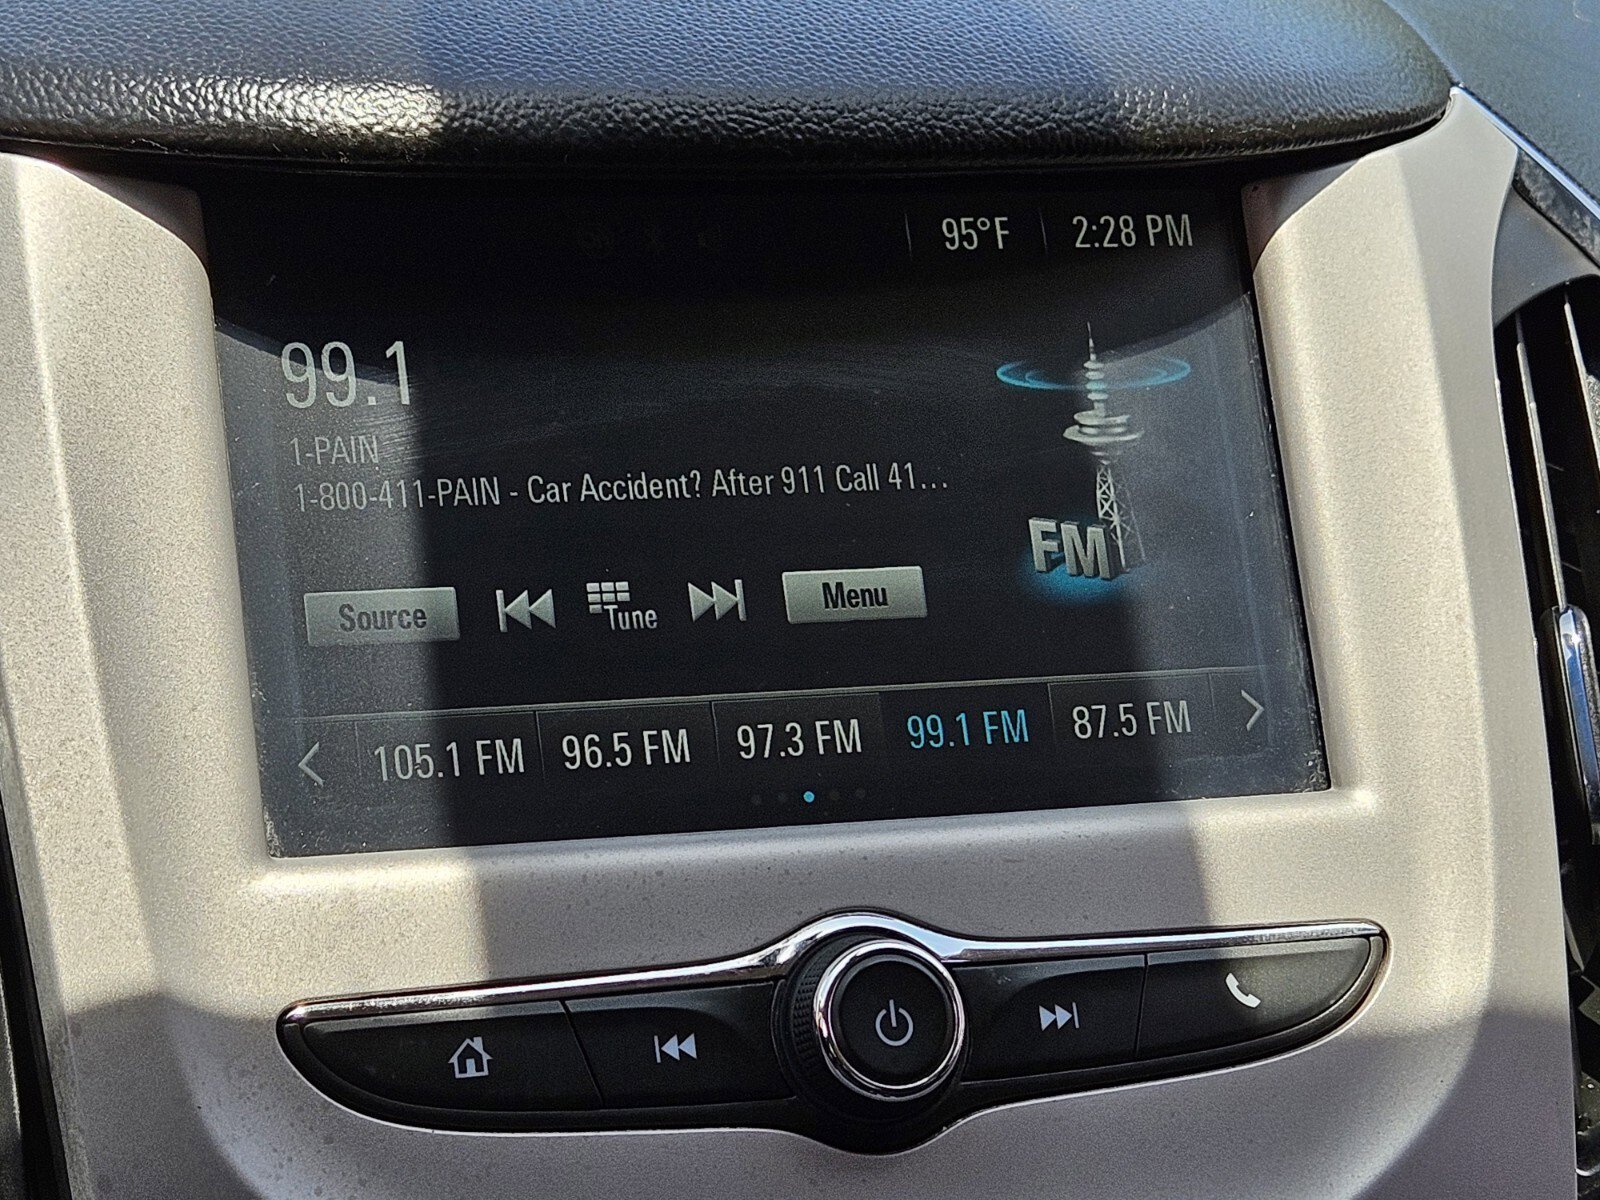 95°F 2:28 PM
99.1
1-PAIN
1-800-411-PAIN - Car Accident? After 911 Call 41...
FM
Source Tune Menu
105.1 FM 96.5 FM 97.3 FM 99.1 FM 87.5 FM